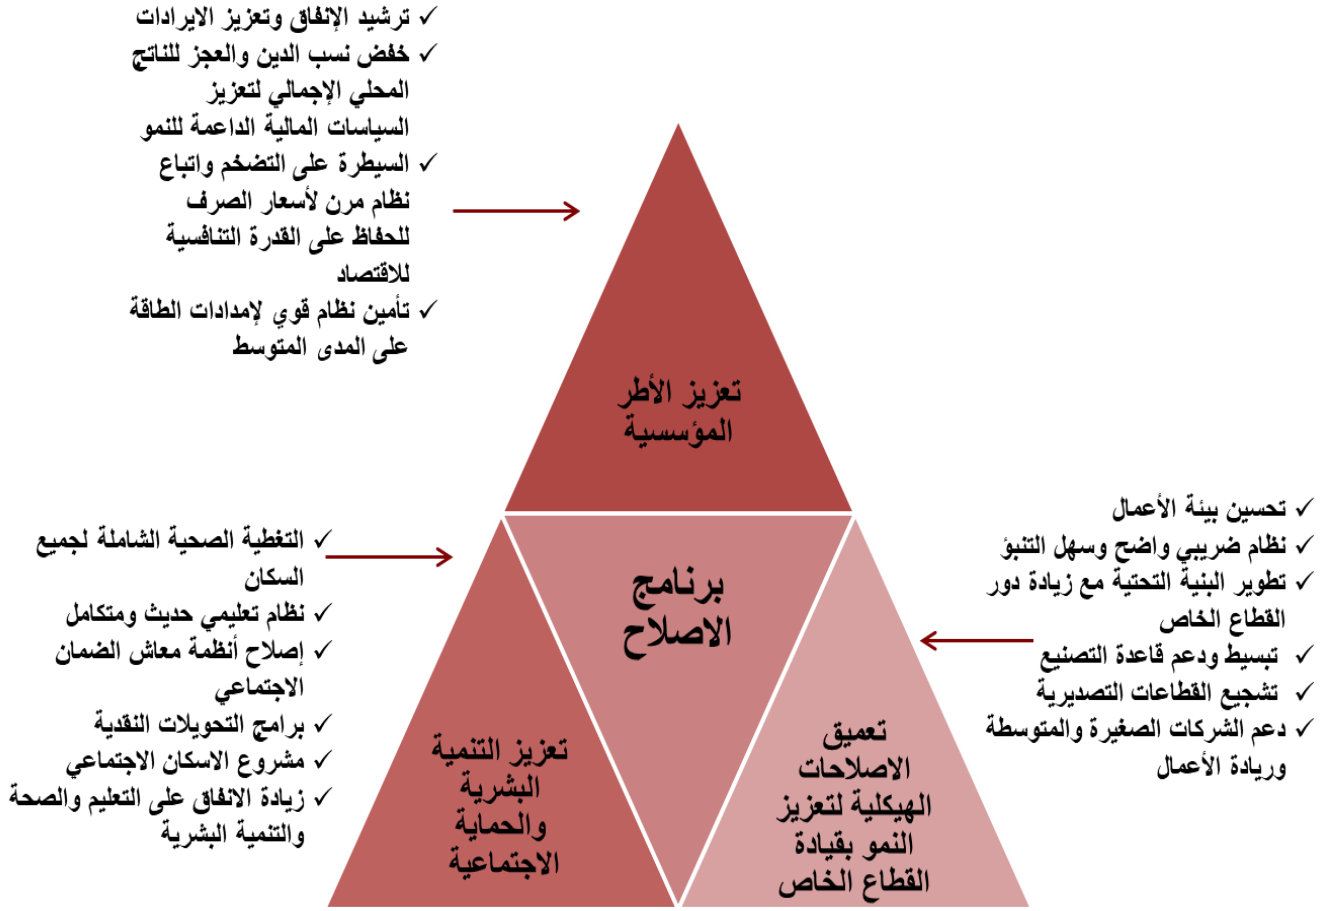 ✓ ترشيد الإنفاق وتعزيز الايرادات
✓ خفض نسب الدين والعجز للناتج
المحلي الإجمالي لتعزيز
السياسات المالية الداعمة للنمو
✓ السيطرة على التضخم واتباع
نظام مرن لأسعار الصرف
للحفاظ على القدرة التنافسية
للاقتصاد
✓ تأمين نظام قوي لإمدادات الطاقة
على المدى المتوسط
تعزيز الأطر
المؤسسية
✓ تحسين بيئة الأعمال
✓ نظام ضريبي واضح وسهل التنبؤ
✓ تطوير البنية التحتية مع زيادة دور
القطاع الخاص
✓ تبسيط ودعم قاعدة التصنيع
✓ تشجيع القطاعات التصديرية
✓ دعم الشركات الصغيرة والمتوسطة
وريادة الأعمال
برنامج
الاصلاح
✓ التغطية الصحية الشاملة لجميع
السكان
✓ نظام تعليمي حديث ومتكامل
✓ إصلاح أنظمة معاش الضمان
الاجتماعي
✓ برامج التحويلات النقدية
✓ مشروع الاسكان الاجتماعي
✓ زيادة الانفاق على التعليم والصحة
والتنمية البشرية
تعميق
الاصلاحات
الهيكلية لتعزيز
النمو بقيادة
القطاع الخاص
تعزيز التنمية
البشرية
والحماية
الاجتماعية